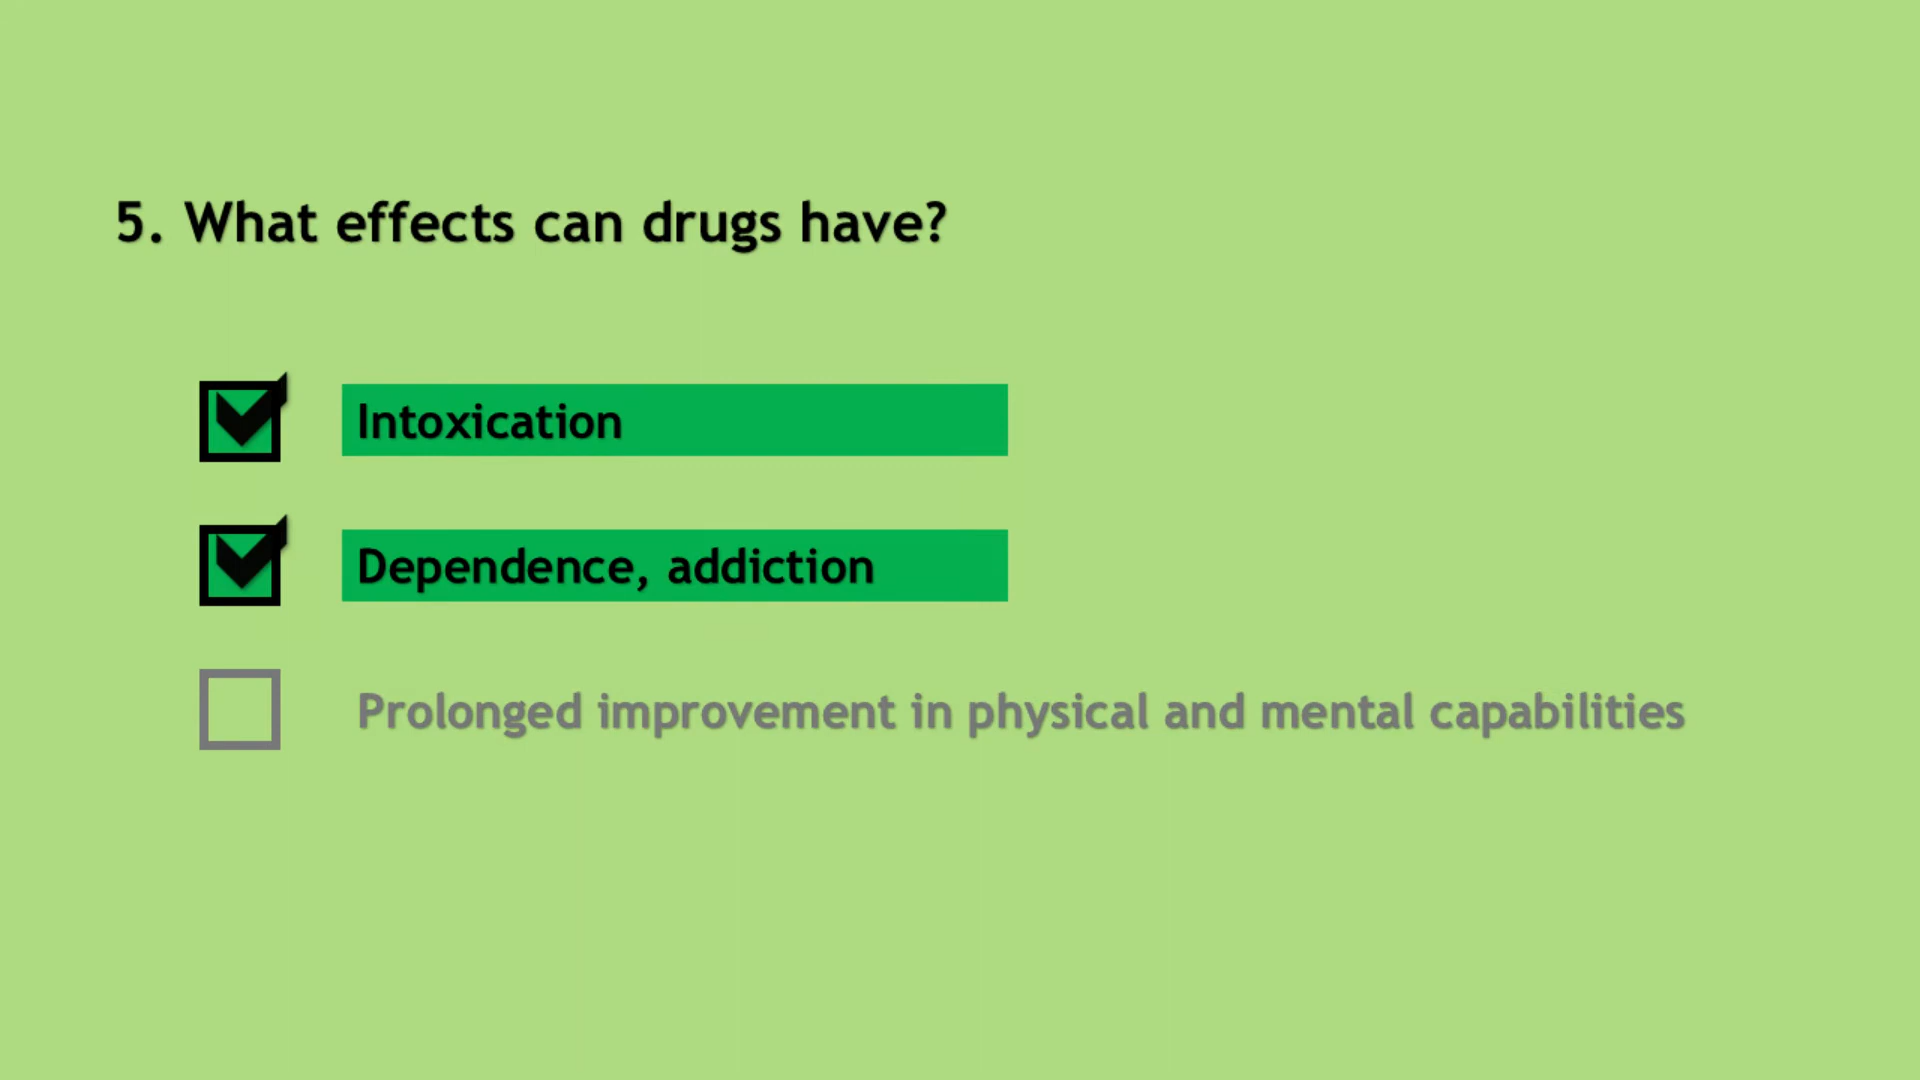 5. What effects can drugs have?
Intoxication
Dependence, addiction
Prolonged improvement in physical and mental capabilities